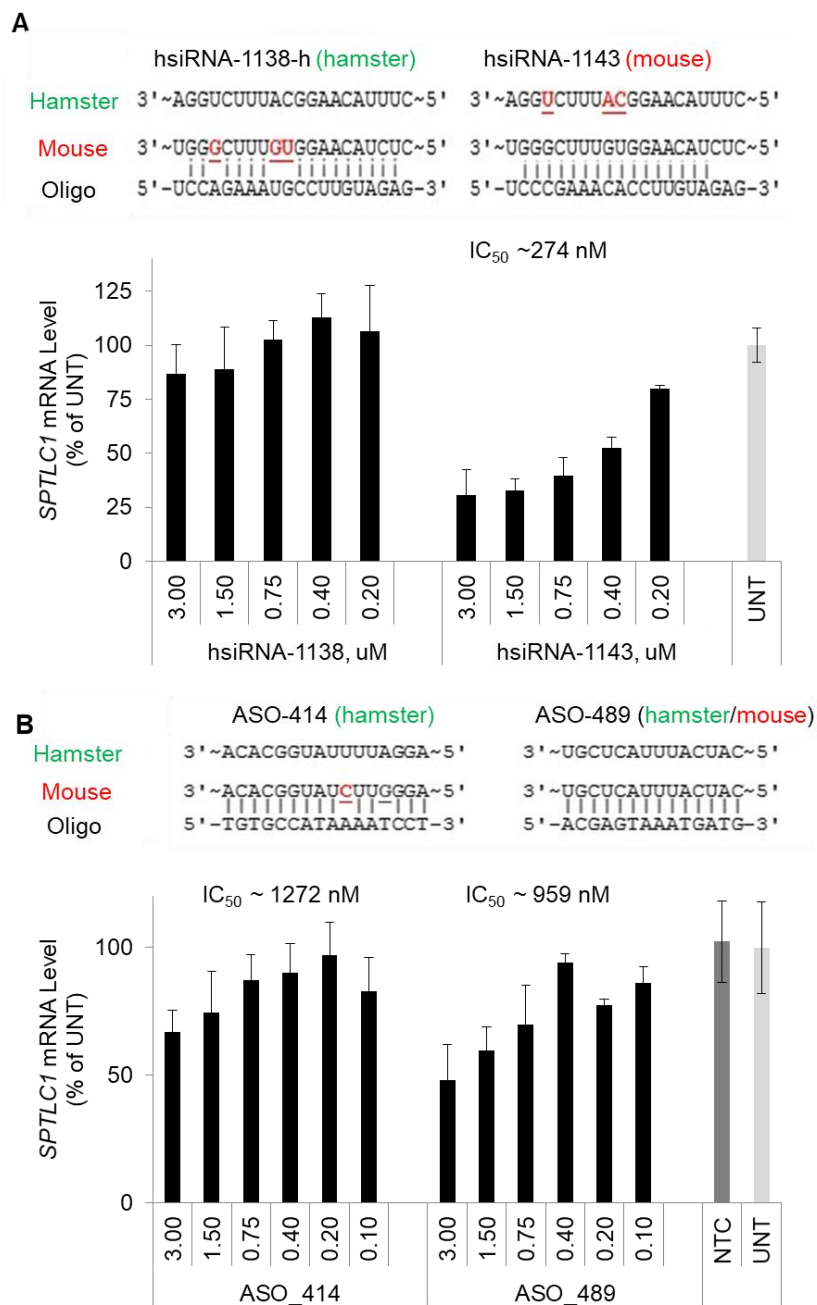 A
hsiRNA-1138-h (hamster) hsiRNA-1143 (mouse)
Hamster 3'~AGGUCUUUACGGAACAUUUC~5' 3'~AGGUCUUUACGGAACAUUUC~5'
Mouse 3'~UGGGCUUUGUGGAACAUCUC~5' 3'~UGGGCUUUGUGGAACAUCUC~5'
Oligo 5'-UCCAGAAAUGCCUUGUAGAG-3' 5'-UCCCGAAACACCUUGUAGAG-3'
IC50 ~274 nM
SPTLC1 mRNA Level
(% of UNT)
125
100
75
50
25
0
3.00 1.50 0.75 0.40 0.20 3.00 1.50 0.75 0.40 0.20 UNT
hsiRNA-1138, uM hsiRNA-1143, uM
B
ASO-414 (hamster) ASO-489 (hamster/mouse)
Hamster 3'~ACACGGUAUUUUAGGA~5' 3'~UGCUCAUUUACUAC~5'
Mouse 3'~ACACGGUAUCUUGGGA~5' 3'~UGCUCAUUUACUAC~5'
Oligo 5'-TGTGCCATAAAATCCT-3' 5'-ACGAGTAAATGATG-3'
IC50 ~ 1272 nM IC50 ~ 959 nM
SPTLC1 mRNA Level
(% of UNT)
100
50
0
3.00 1.50 0.75 0.40 0.20 0.10 3.00 1.50 0.75 0.40 0.20 0.10 NTC UNT
ASO_414 ASO_489